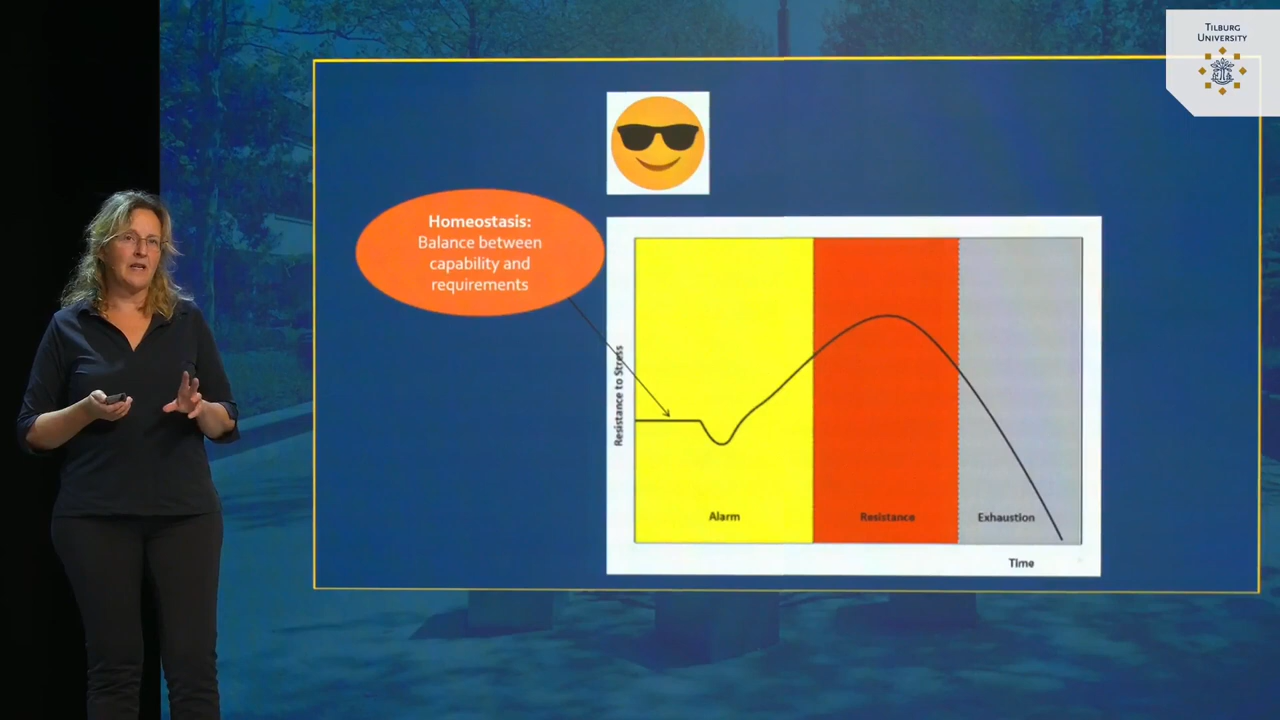 TILBURG
UNIVERSITY
Homeostasis:
Balance between
capability and
requirements
Resistance to Stress
Alarm
Resistance
Exhaustion
Time